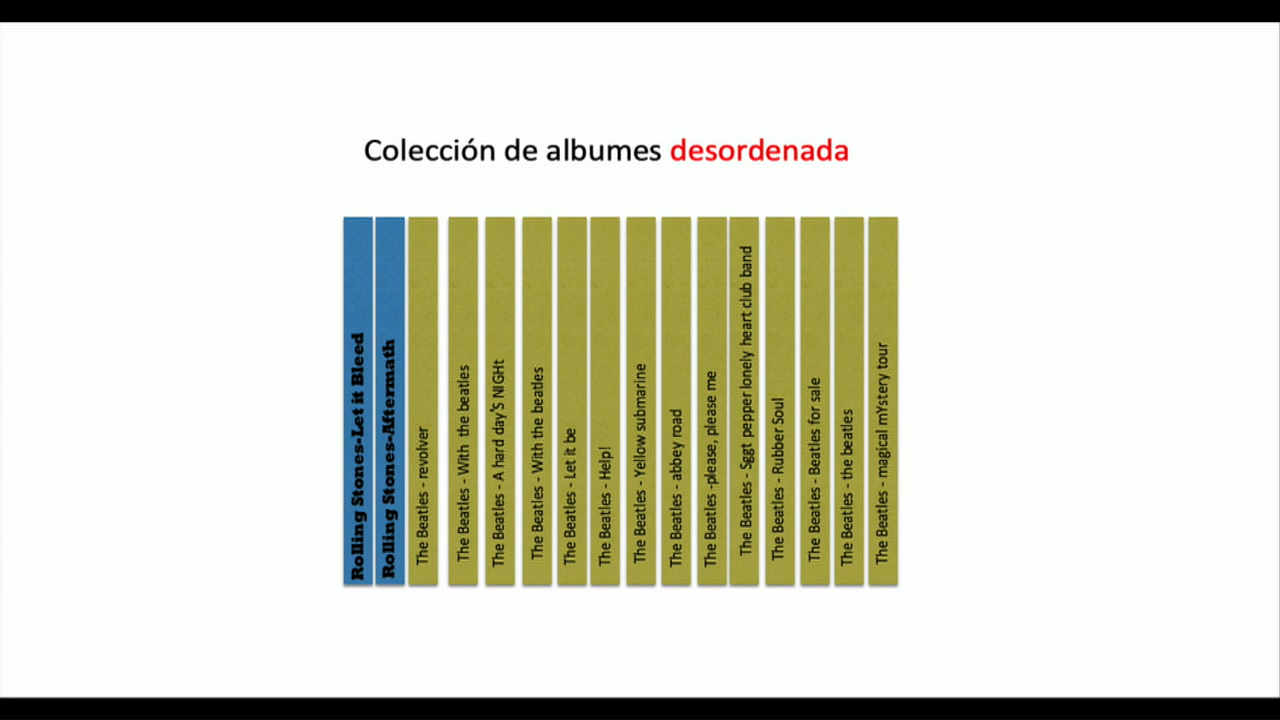 Colección de albumes desordenada
Rolling Stones-Let it Bleed
Rolling Stones-Aftermath
The Beatles - revolver
The Beatles - With the beatles
The Beatles - A hard day'S NIGHt
The Beatles - With the beatles
The Beatles - Let it be
The Beatles - Help!
The Beatles - Yellow submarine
The Beatles - abbey road
The Beatles -please, please me
The Beatles - Sggt pepper lonely heart club band
The Beatles - Rubber Soul
The Beatles - Beatles for sale
The Beatles - the beatles
The Beatles - magical mYstery tour